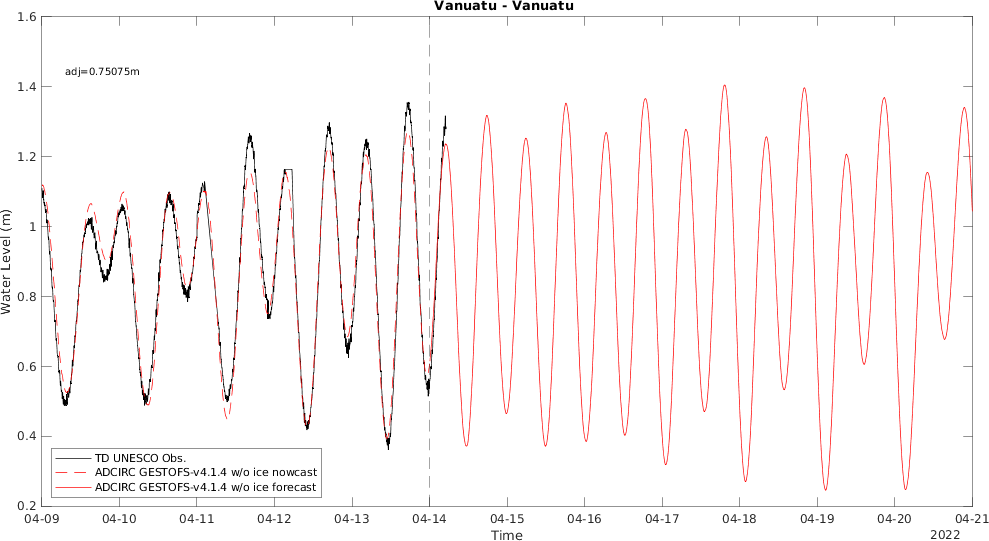 Vanuatu - Vanuatu
1.6
1.4
1.2
1
0.8
0.6
0.4
0.2
Water Level (m)
adj=0.75075m
TD UNESCO Obs.
ADCIRC GESTOFS-v4.1.4 w/o ice nowcast
ADCIRC GESTOFS-v4.1.4 w/o ice forecast
04-09 04-10 04-11 04-12 04-13 04-14 04-15 04-16 04-17 04-18 04-19 04-20 04-21
Time
2022